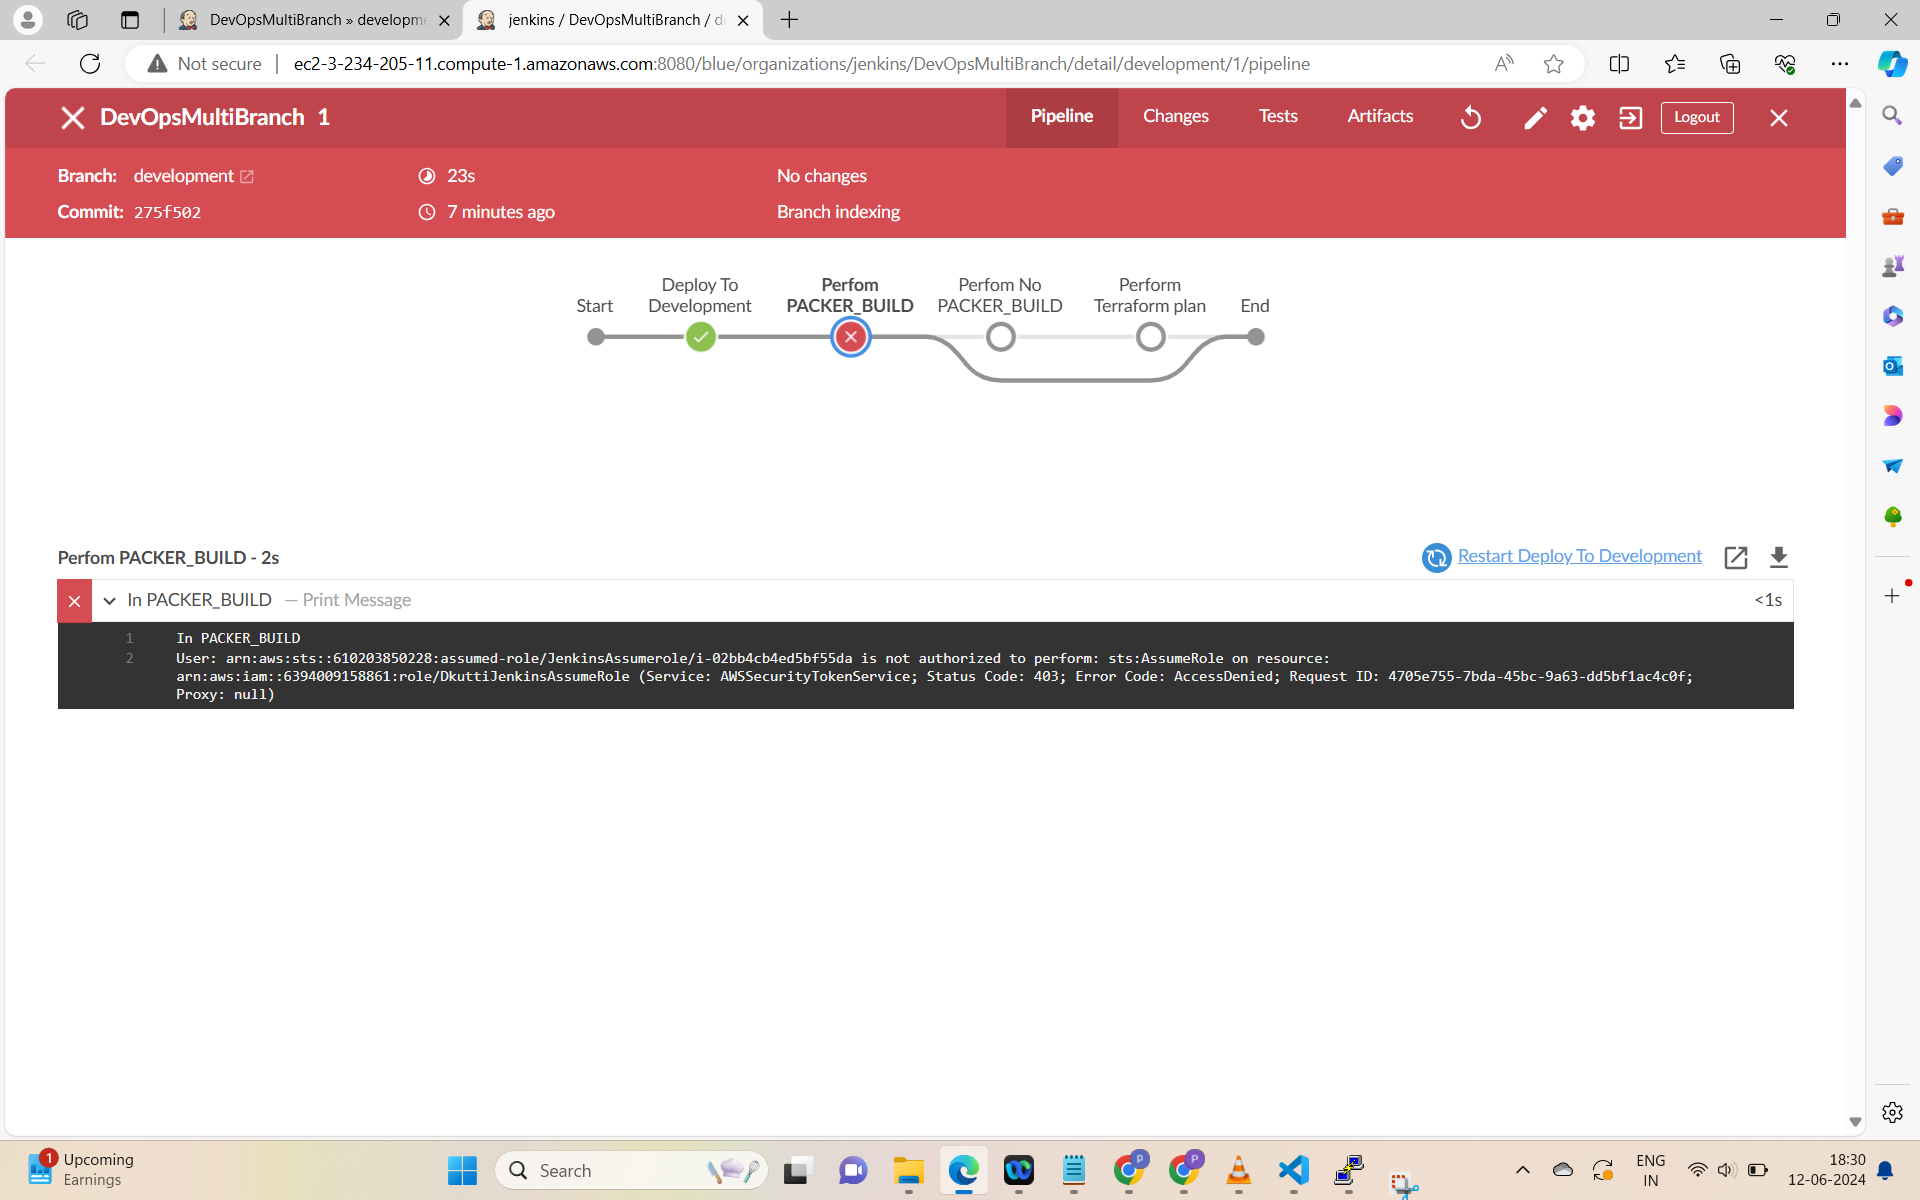 DevOpsMultiBranch » developme
jenkins / DevOpsMultiBranch / d
Not secure
ec2-3-234-205-11.compute-1.amazonaws.com:8080/blue/organizations/jenkins/DevOpsMultiBranch/detail/development/1/pipeline
DevOpsMultiBranch 1
Pipeline
Changes
Tests
Artifacts
Logout
Branch: development
23s
No changes
Commit: 275f502
7 minutes ago
Branch indexing
Start
Deploy To
Development
Perfom
PACKER_BUILD
Perfom No
PACKER_BUILD
Perform
Terraform plan
End
Perfom PACKER_BUILD - 2s
Restart Deploy To Development
In PACKER_BUILD — Print Message
<1s
1 In PACKER_BUILD
2 User: arn:aws:sts::610203850228:assumed-role/JenkinsAssumerole/i-02bb4cb4ed5bf55da is not authorized to perform: sts:AssumeRole on resource:
arn:aws:iam::6394009158861:role/DkuttiJenkinsAssumeRole (Service: AWSSecurityTokenService; Status Code: 403; Error Code: AccessDenied; Request ID: 4705e755-7bda-45bc-9a63-dd5bf1ac4c0f;
Proxy: null)
1
Upcoming
Earnings
Search
P
P
ENG
IN
18:30
12-06-2024